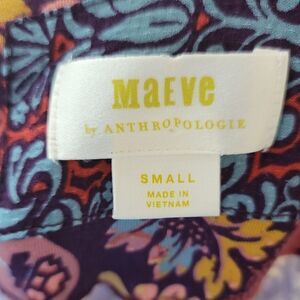 MaEve
by ANTHROPOLOGIE
SMALL
MADE IN
VIETNAM